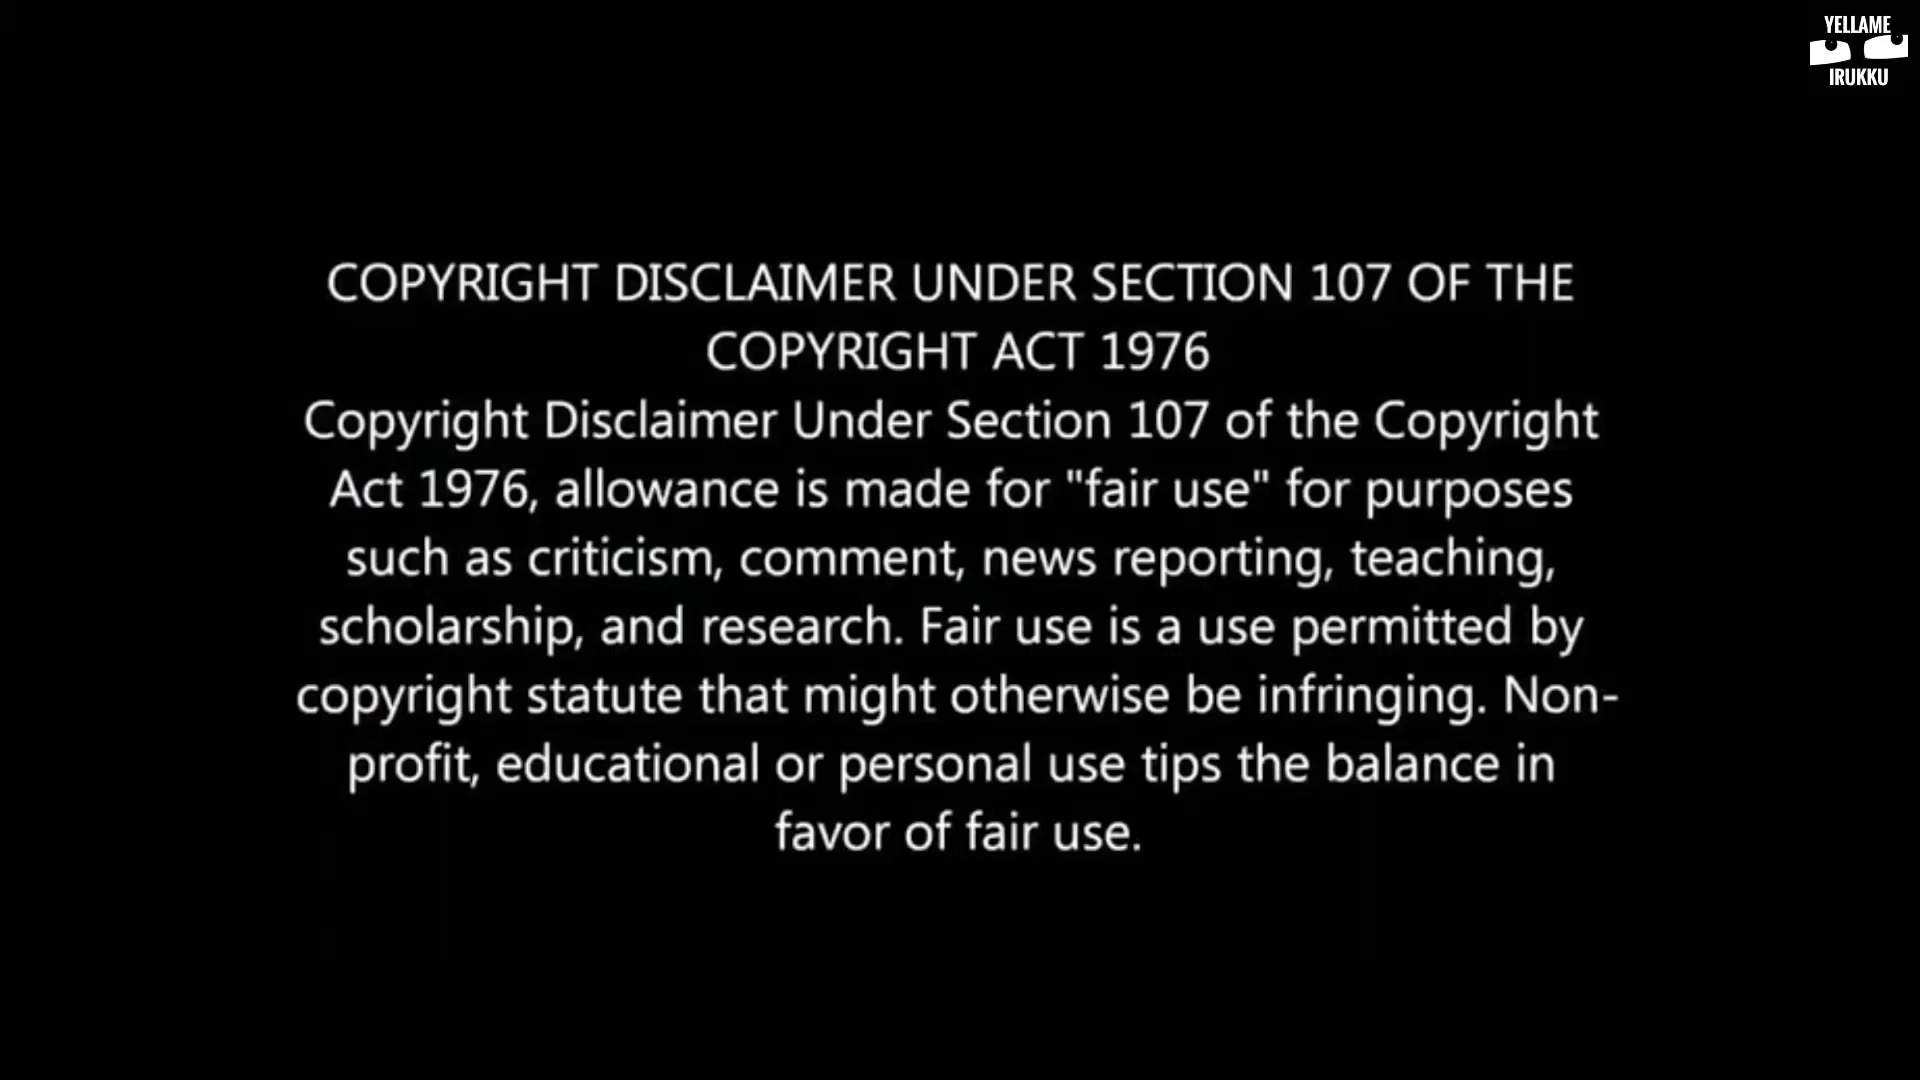 YELLAME
IRUKKU
COPYRIGHT DISCLAIMER UNDER SECTION 107 OF THE
COPYRIGHT ACT 1976
Copyright Disclaimer Under Section 107 of the Copyright
Act 1976, allowance is made for "fair use" for purposes
such as criticism, comment, news reporting, teaching,
scholarship, and research. Fair use is a use permitted by
copyright statute that might otherwise be infringing. Non-
profit, educational or personal use tips the balance in
favor of fair use.